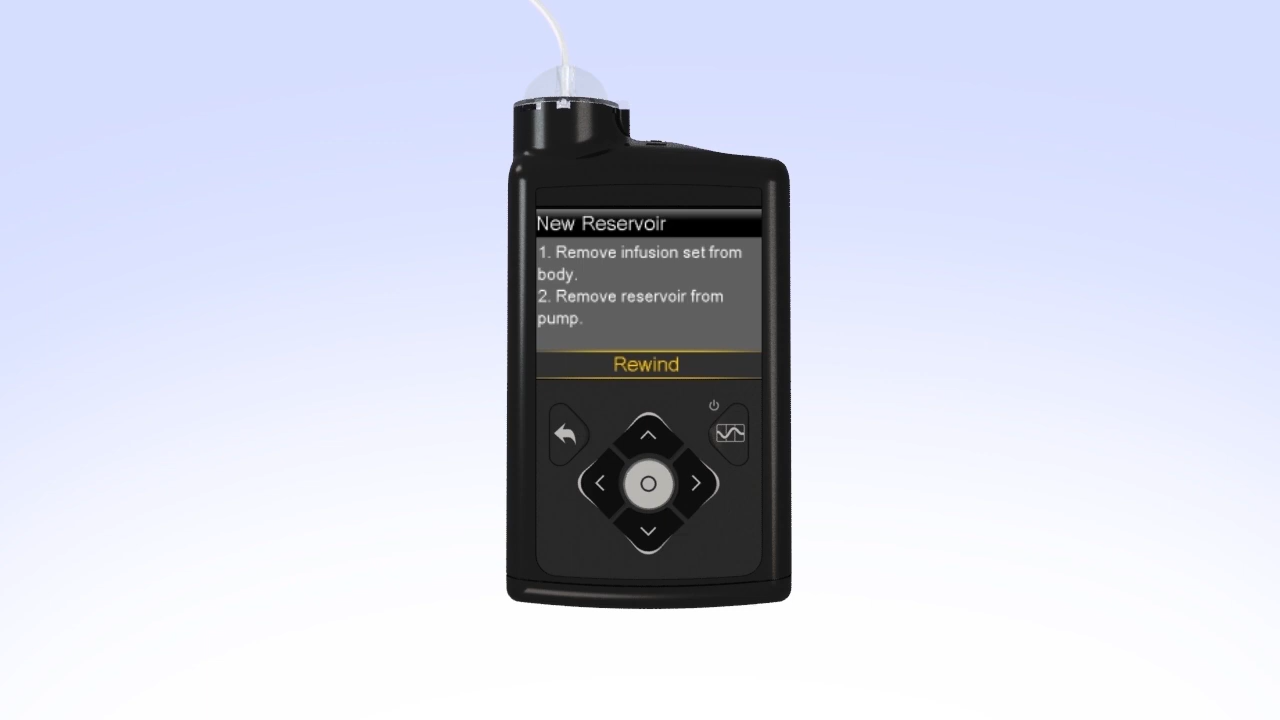 New Reservoir
1. Remove infusion set from
body.
2. Remove reservoir from
pump.
Rewind